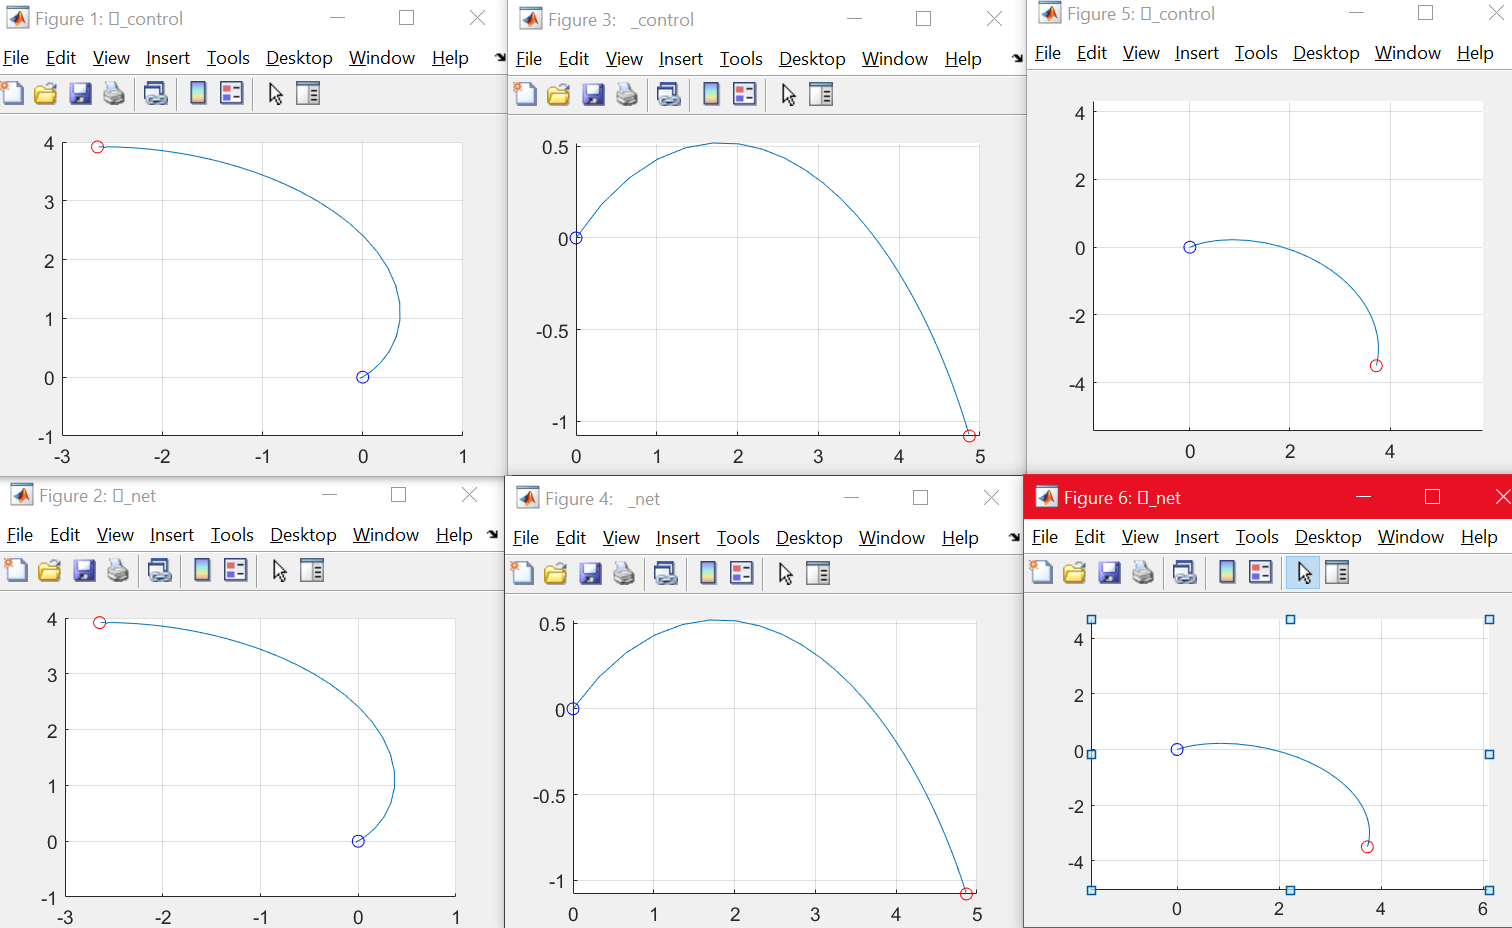 Figure 1: ▯_control
File Edit View Insert Tools Desktop Window Help
4
3
2
1
0
-1
-3 -2 -1 0 1
Figure 3: _control
File Edit View Insert Tools Desktop Window Help
0.5
0
-0.5
-1
0 1 2 3 4 5
Figure 5: ▯_control
File Edit View Insert Tools Desktop Window Help
4
2
0
-2
-4
0 2 4
Figure 2: ▯_net
File Edit View Insert Tools Desktop Window Help
4
3
2
1
0
-1
-3 -2 -1 0 1
Figure 4: _net
File Edit View Insert Tools Desktop Window Help
0.5
0
-0.5
-1
0 1 2 3 4 5
Figure 6: ▯_net
File Edit View Insert Tools Desktop Window Help
4
2
0
-2
-4
0 2 4 6